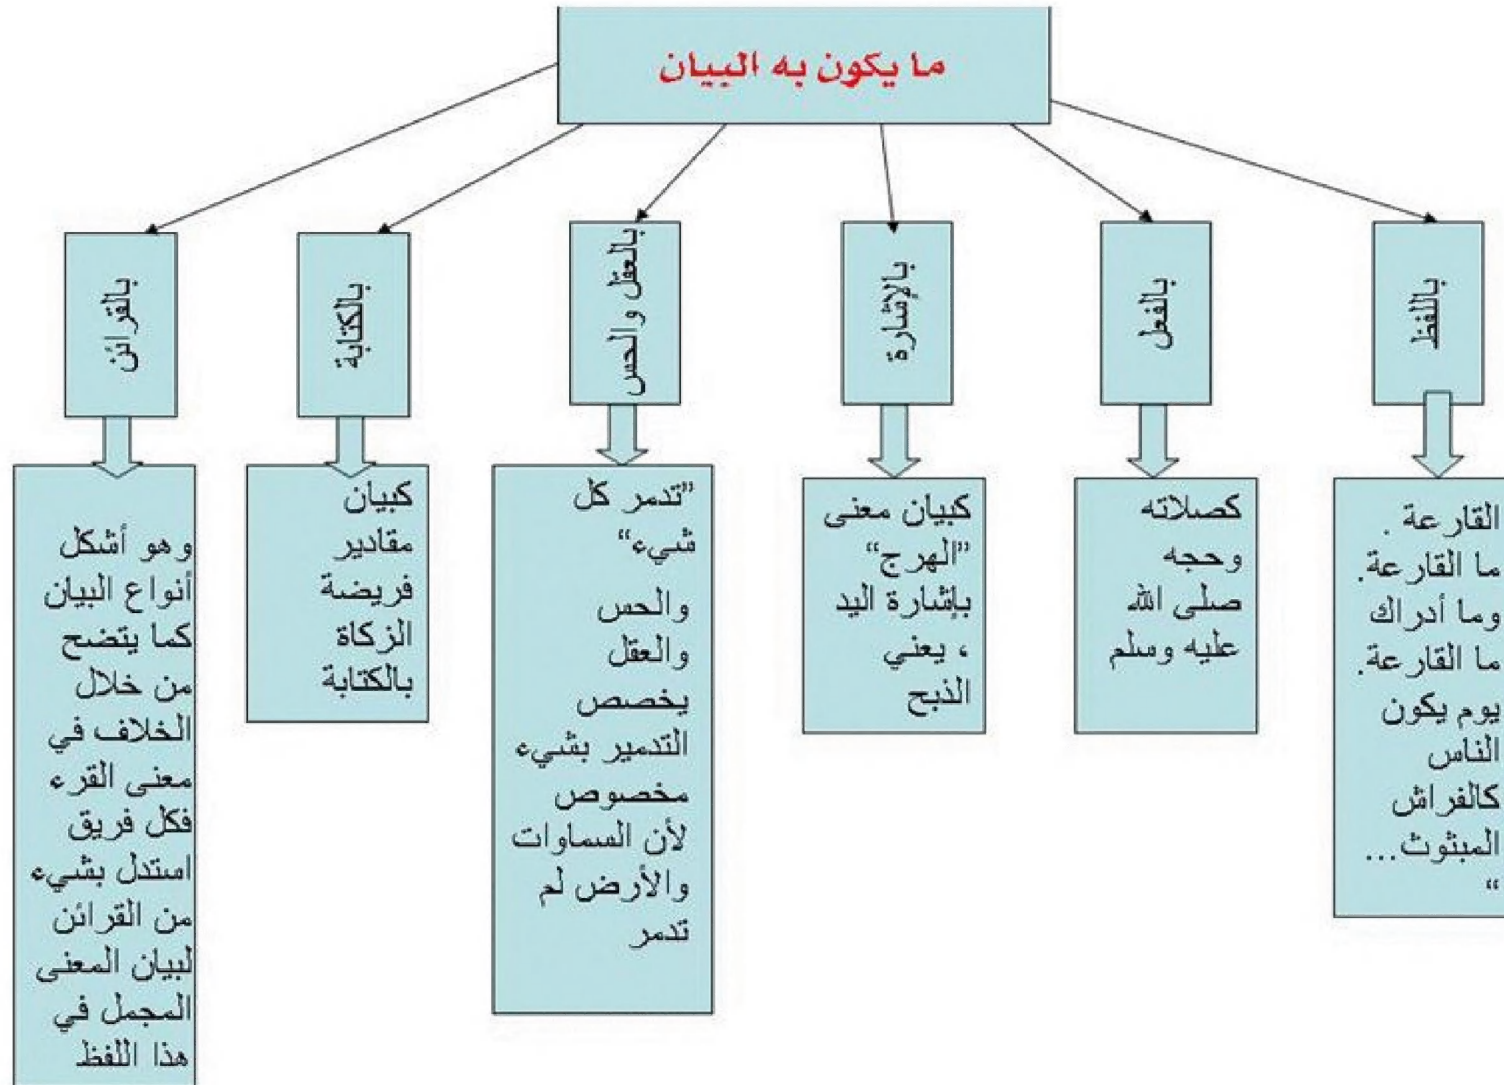 ما يكون به البيان
باللفظ
بالفعل
بالإشارة
بالعقل والحس
بالكتابة
بالقرائن
القارعة .
ما القارعة.
وما أدراك
ما القارعة.
يوم يكون
الناس
كالفراش
المبثوث...
“
كصلاته
وحجه
صلى الله
عليه وسلم
كبيان معنى
”الهرج“
بإشارة اليد
، يعني
الذبح
”تدمر كل
شيء“
والحس
والعقل
يخصص
التدمير بشيء
مخصوص
لأن السماوات
والأرض لم
تدمر
كبيان
مقادير
فريضة
الزكاة
بالكتابة
وهو أشكل
أنواع البيان
كما يتضح
من خلال
الخلاف في
معنى القرء
فكل فريق
استدل بشيء
من القرائن
لبيان المعنى
المجمل في
هذا اللفظ